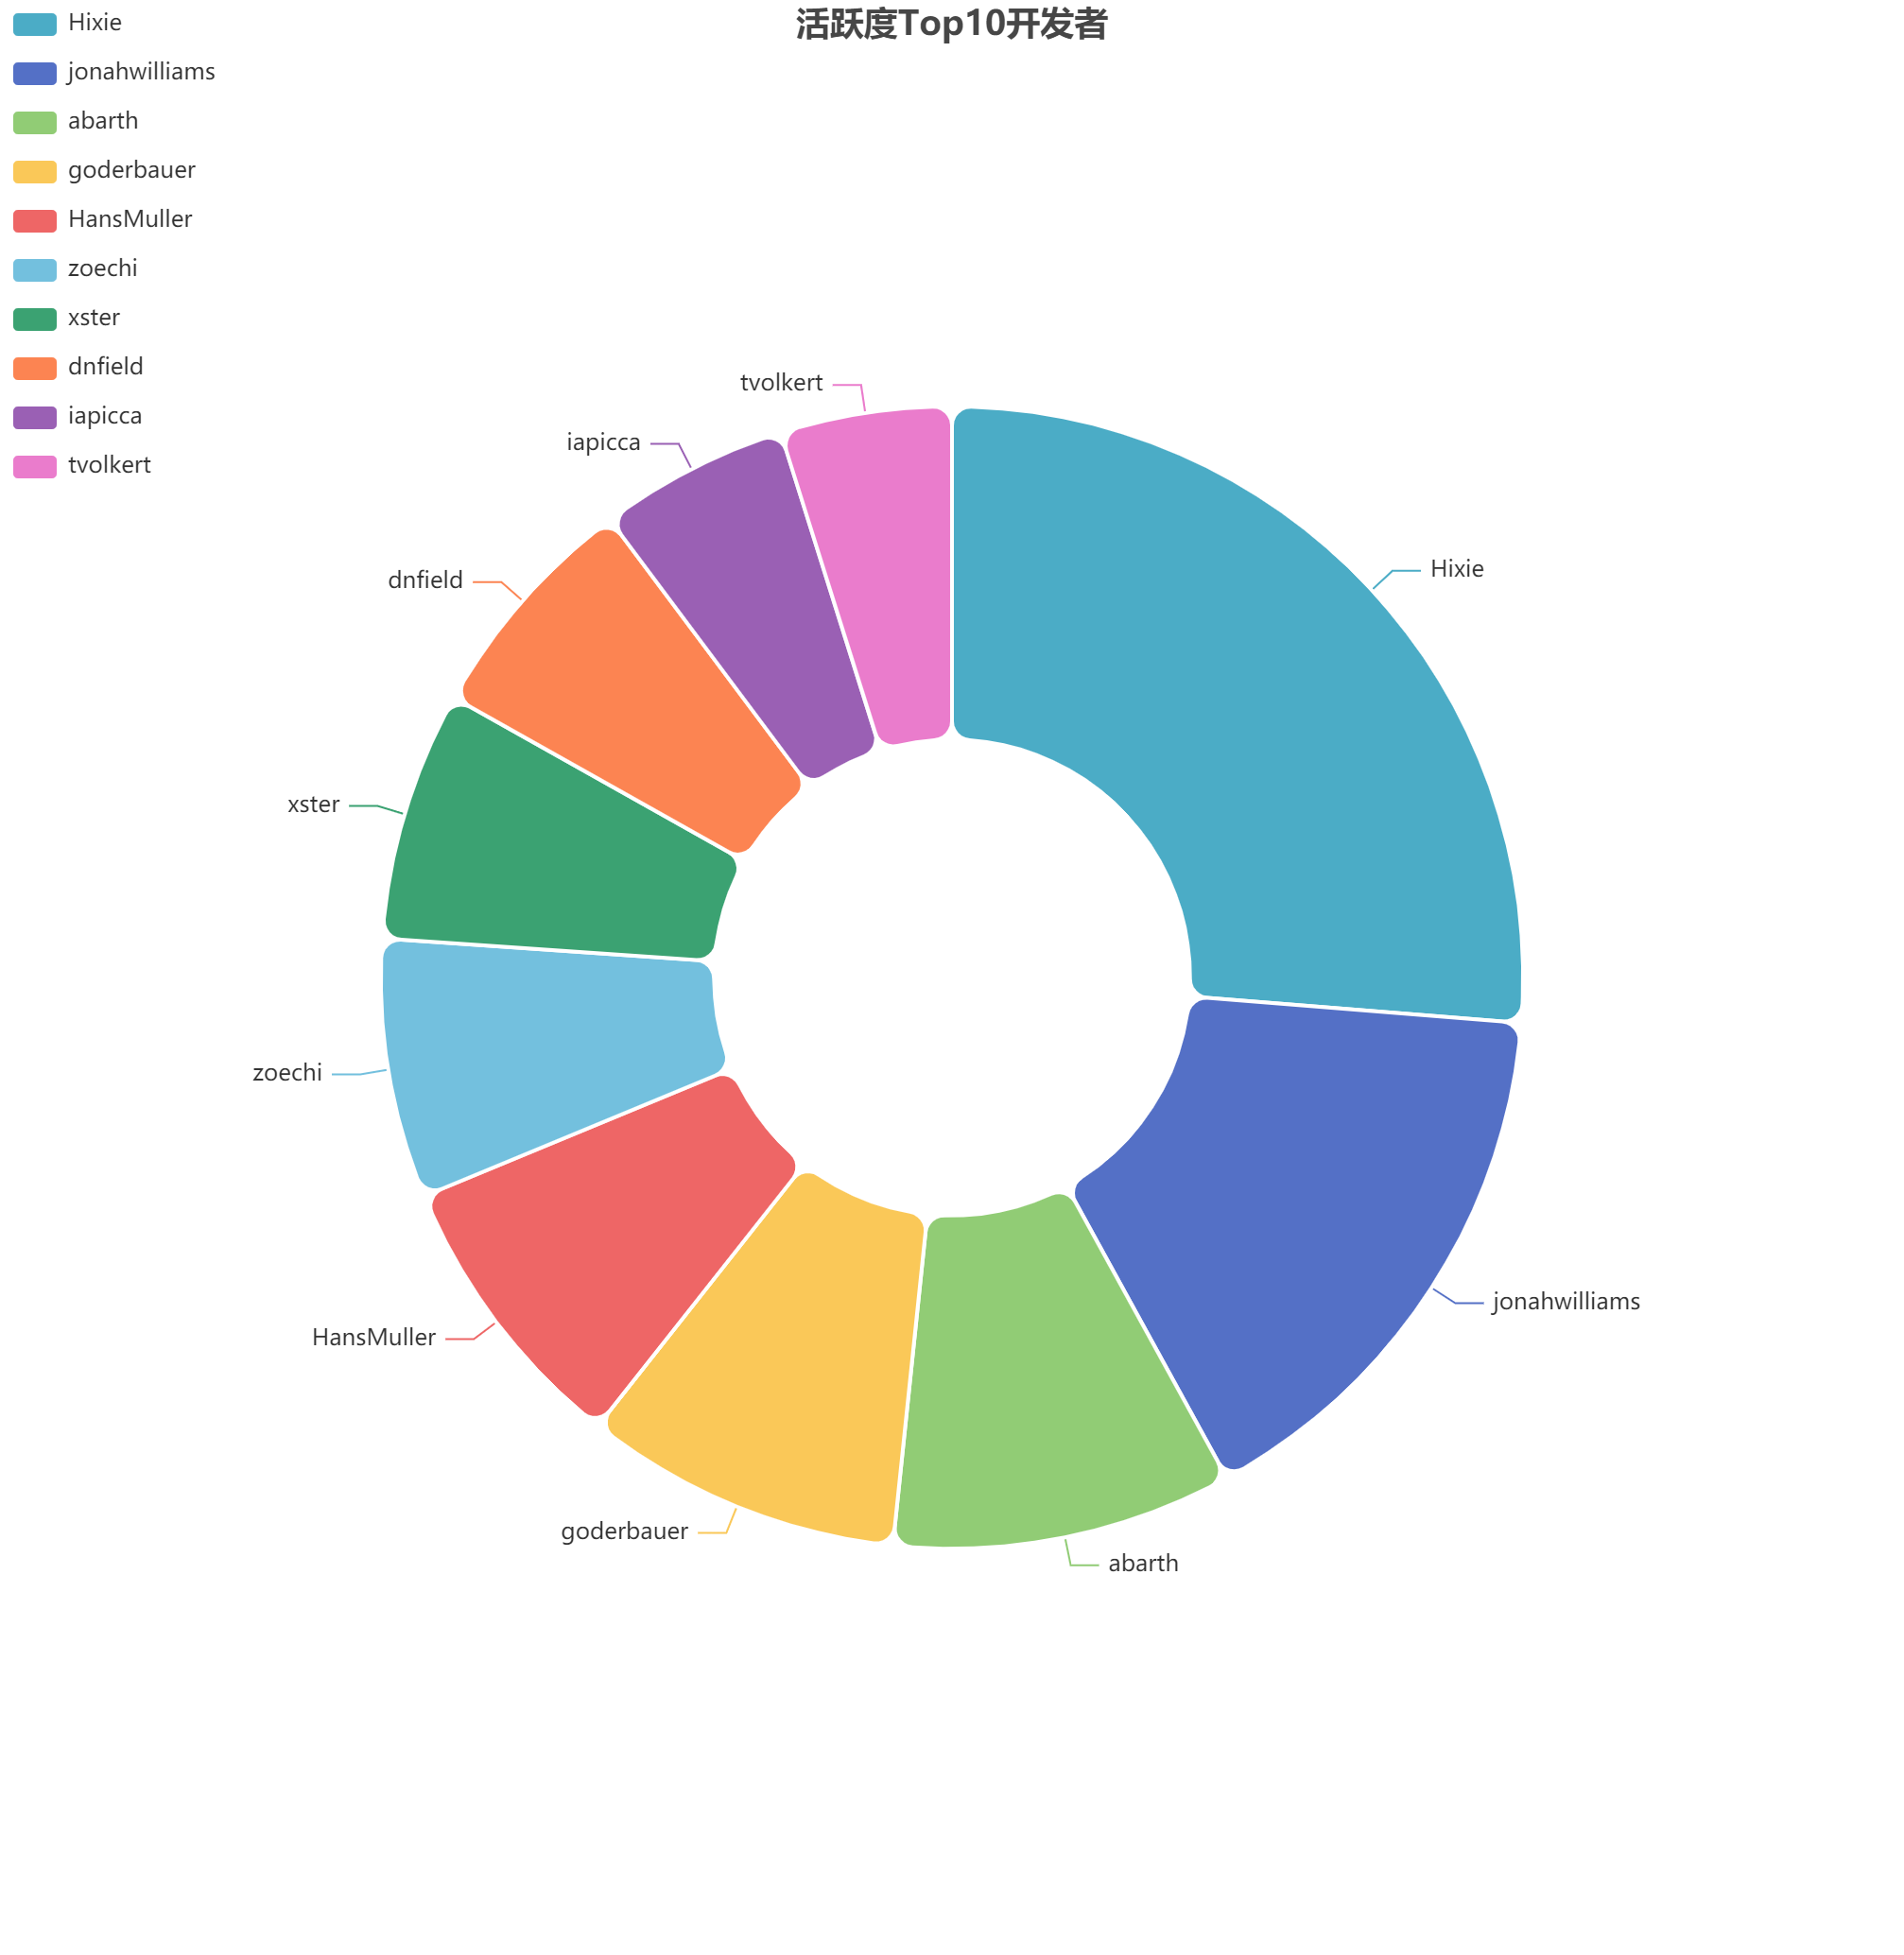 活跃度Top10开发者
Hixie
jonahwilliams
abarth
goderbauer
HansMuller
zoechi
xster
dnfield
iapicca
tvolkert
tvolkert
iapicca
Hixie
dnfield
xster
zoechi
jonahwilliams
HansMuller
goderbauer
abarth